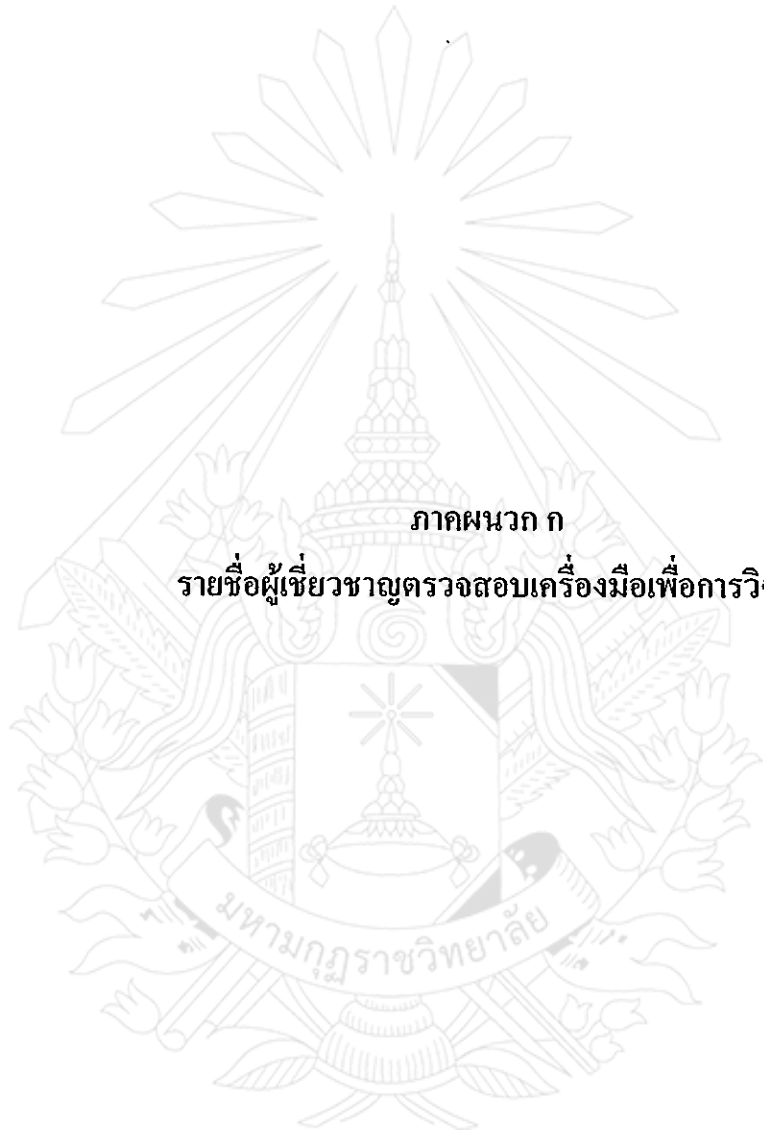 ภาคผนวก ก
รายชื่อผู้เชี่ยวชาญตรวจสอบเครื่องมือเพื่อการวิ
มหามกุฏราชวิทยาลัย